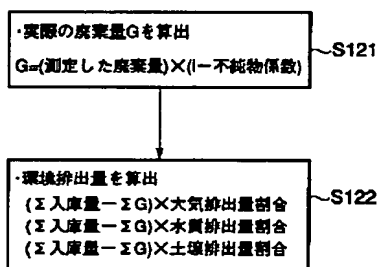 ・実際の廃棄量Gを算出
G=(測定した廃棄量)×(1−不純物係数)
S121
・環境排出量を算出
(Σ入庫量−ΣG)×大気排出量割合
(Σ入庫量−ΣG)×水質排出量割合
(Σ入庫量−ΣG)×土壌排出量割合
S122